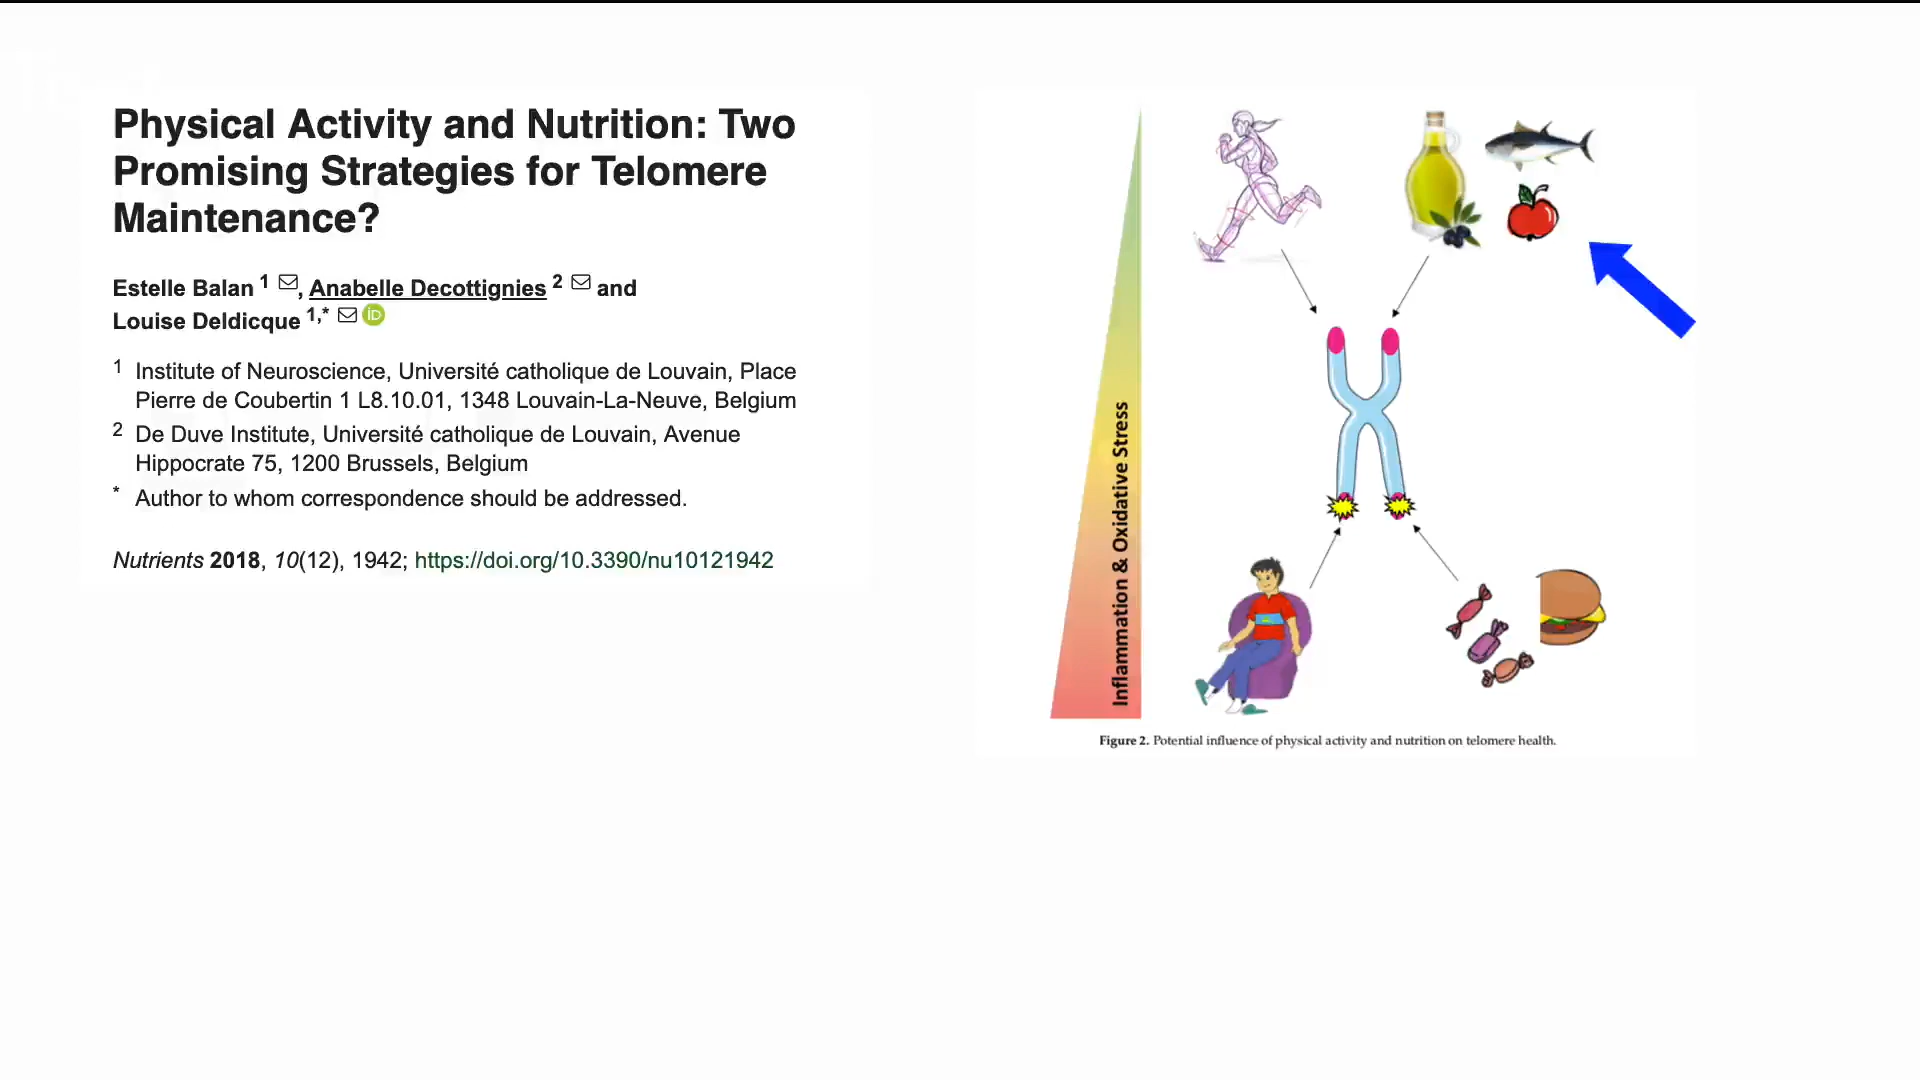 Physical Activity and Nutrition: Two
Promising Strategies for Telomere
Maintenance?
Estelle Balan 1, Anabelle Decottignies 2 and
Louise Deldicque 1,* iD
1 Institute of Neuroscience, Université catholique de Louvain, Place
Pierre de Coubertin 1 L8.10.01, 1348 Louvain-La-Neuve, Belgium
2 De Duve Institute, Université catholique de Louvain, Avenue
Hippocrate 75, 1200 Brussels, Belgium
* Author to whom correspondence should be addressed.
Nutrients 2018, 10(12), 1942; https://doi.org/10.3390/nu10121942
Inflammation & Oxidative Stress
Figure 2. Potential influence of physical activity and nutrition on telomere health.